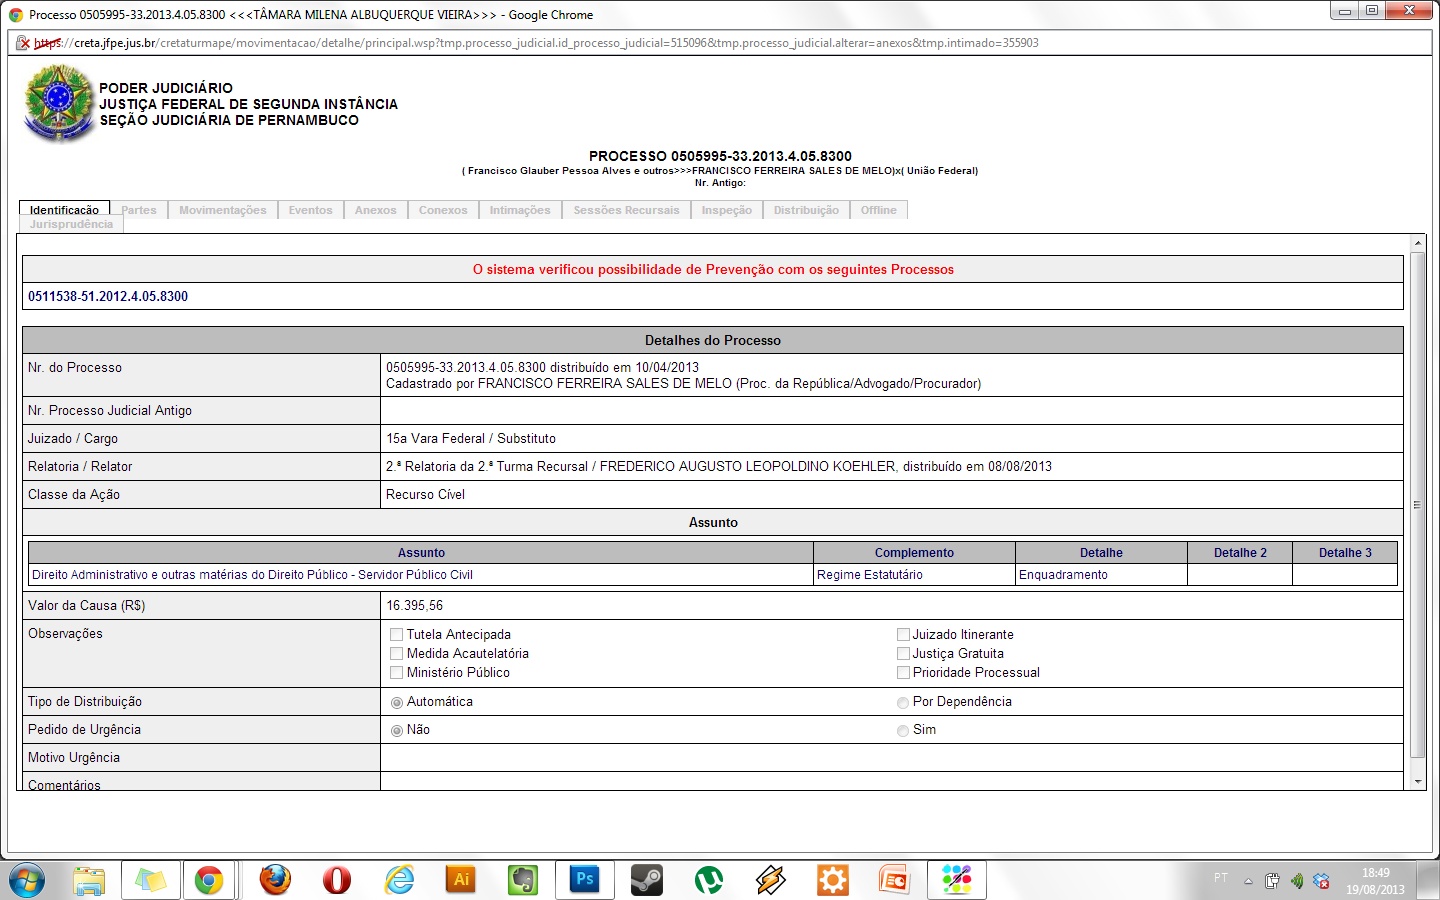 Processo 0505995-33.2013.4.05.8300 <<<TÂMARA MILENA ALBUQUERQUE VIEIRA>>> - Google Chrome
https://creta.jfpe.jus.br/cretaturmape/movimentacao/detalhe/principal.wsp?tmp.processo_judicial.id_processo_judicial=515096&tmp.processo_judicial.alterar=anexos&tmp.intimado=355903
PODER JUDICIÁRIO
JUSTIÇA FEDERAL DE SEGUNDA INSTÂNCIA
SEÇÃO JUDICIÁRIA DE PERNAMBUCO
PROCESSO 0505995-33.2013.4.05.8300
( Francisco Glauber Pessoa Alves e outros>>>FRANCISCO FERREIRA SALES DE MELO)x( União Federal)
Nr. Antigo:
Identificação Partes Movimentações Eventos Anexos Conexos Intimações Sessões Recursais Inspeção Distribuição Offline
Jurisprudência
O sistema verificou possibilidade de Prevenção com os seguintes Processos
0511538-51.2012.4.05.8300
Detalhes do Processo
Nr. do Processo 0505995-33.2013.4.05.8300 distribuído em 10/04/2013
Cadastrado por FRANCISCO FERREIRA SALES DE MELO (Proc. da República/Advogado/Procurador)
Nr. Processo Judicial Antigo
Juizado / Cargo 15a Vara Federal / Substituto
Relatoria / Relator 2.ª Relatoria da 2.ª Turma Recursal / FREDERICO AUGUSTO LEOPOLDINO KOEHLER, distribuído em 08/08/2013
Classe da Ação Recurso Cível
Assunto
Assunto Complemento Detalhe Detalhe 2 Detalhe 3
Direito Administrativo e outras matérias do Direito Público - Servidor Público Civil Regime Estatutário Enquadramento
Valor da Causa (R$) 16.395,56
Observações Tutela Antecipada Juizado Itinerante
Medida Acautelatória Justiça Gratuita
Ministério Público Prioridade Processual
Tipo de Distribuição Automática Por Dependência
Pedido de Urgência Não Sim
Motivo Urgência
Comentários
Ai Ps
PT 18:49
19/08/2013